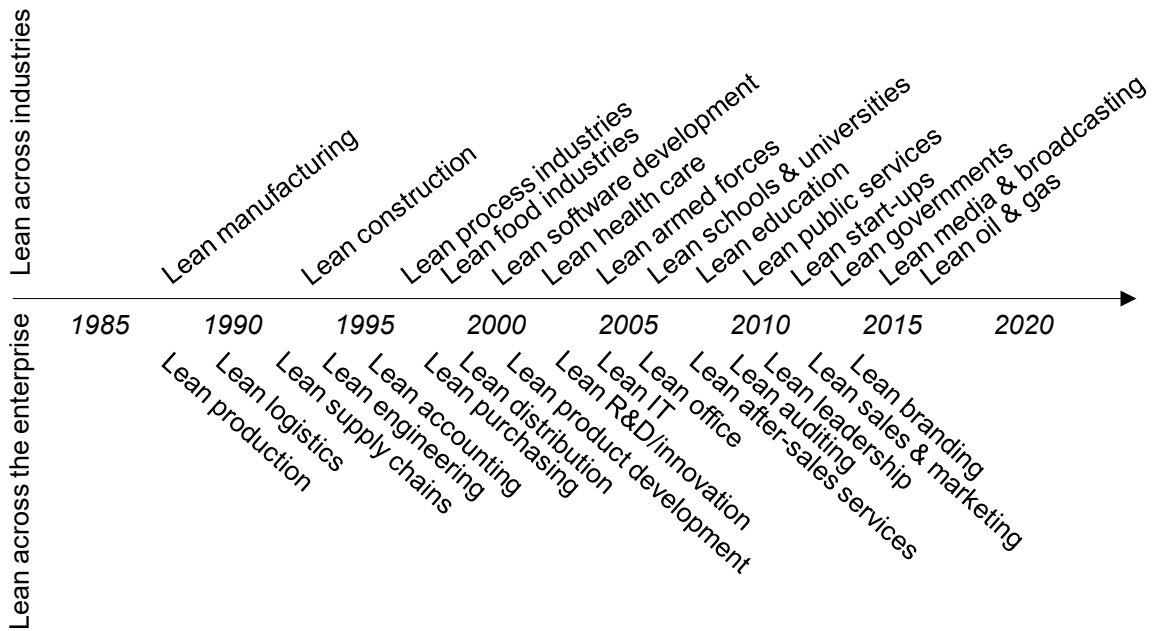 Lean across industries
Lean manufacturing
Lean construction
Lean process industries
Lean food industries
Lean software development
Lean health care
Lean armed forces
Lean schools & universities
Lean education
Lean public services
Lean start-ups
Lean governments
Lean media & broadcasting
Lean oil & gas
1985
1990
1995
2000
2005
2010
2015
2020
Lean across the enterprise
Lean production
Lean logistics
Lean supply chains
Lean engineering
Lean accounting
Lean purchasing
Lean distribution
Lean product development
Lean R&D/innovation
Lean IT
Lean office
Lean after-sales services
Lean auditing
Lean leadership
Lean sales & marketing
Lean branding